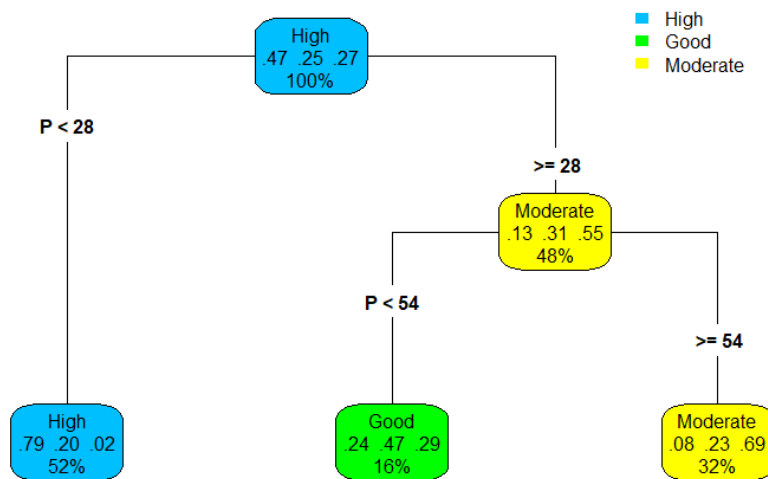 High
.47 .25 .27
100%
High
Good
Moderate
P < 28
>= 28
Moderate
.13 .31 .55
48%
P < 54
>= 54
High
.79 .20 .02
52%
Good
.24 .47 .29
16%
Moderate
.08 .23 .69
32%